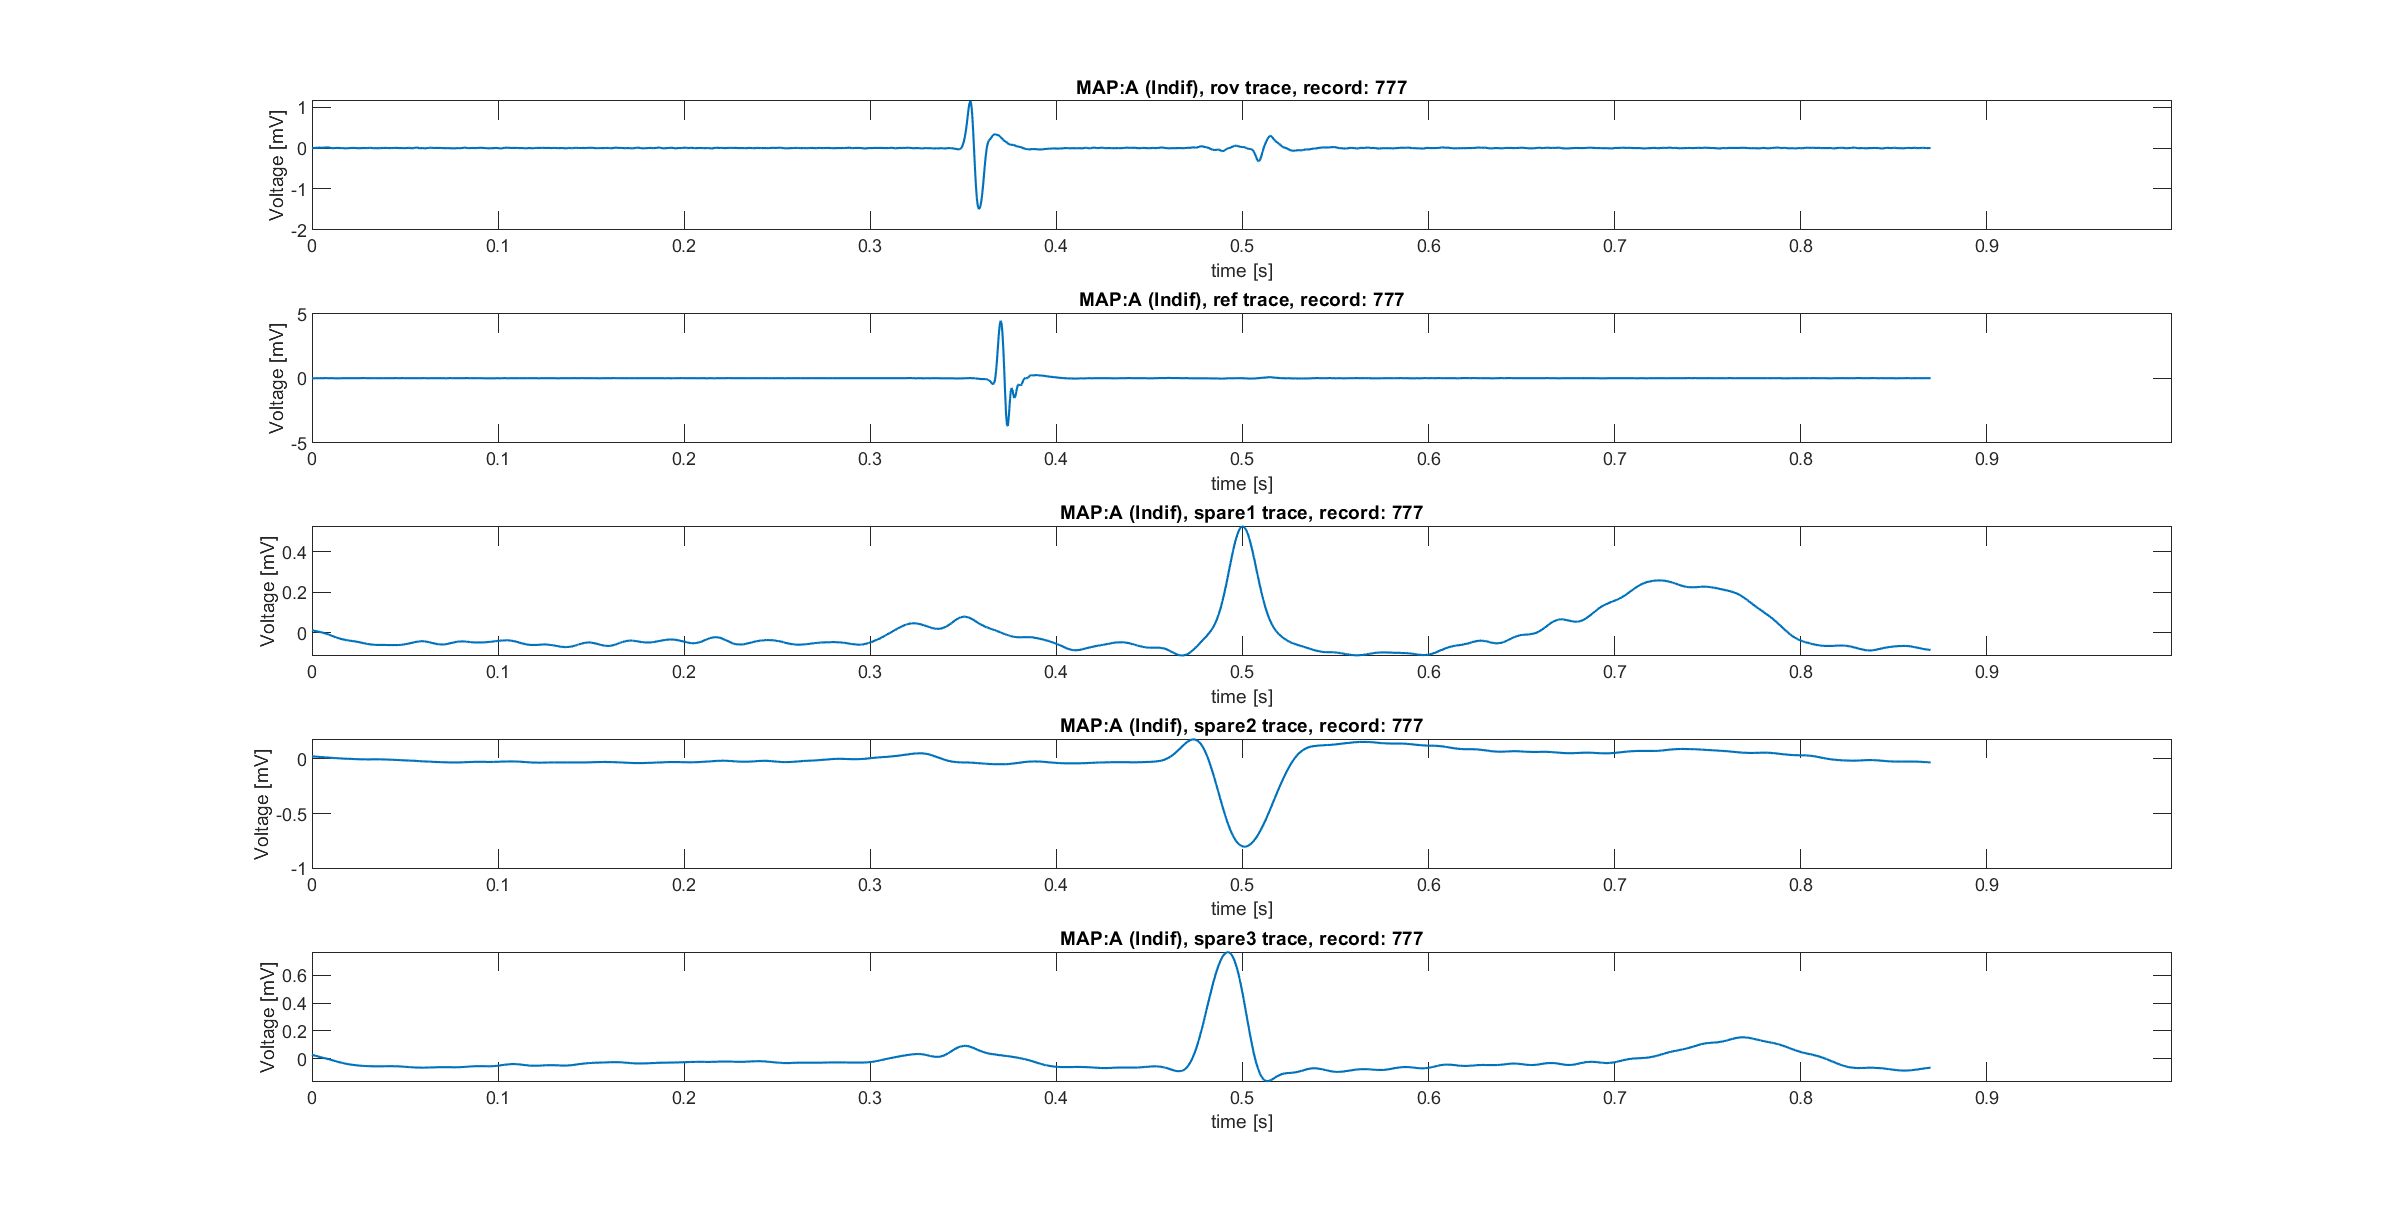 MAP:A (Indif), rov trace, record: 777
Voltage [mV]
1
0
-1
-2
0 0.1 0.2 0.3 0.4 0.5 0.6 0.7 0.8 0.9
time [s]
MAP:A (Indif), ref trace, record: 777
Voltage [mV]
5
0
-5
0 0.1 0.2 0.3 0.4 0.5 0.6 0.7 0.8 0.9
time [s]
MAP:A (Indif), spare1 trace, record: 777
Voltage [mV]
0.4
0.2
0
0 0.1 0.2 0.3 0.4 0.5 0.6 0.7 0.8 0.9
time [s]
MAP:A (Indif), spare2 trace, record: 777
Voltage [mV]
0
-0.5
-1
0 0.1 0.2 0.3 0.4 0.5 0.6 0.7 0.8 0.9
time [s]
MAP:A (Indif), spare3 trace, record: 777
Voltage [mV]
0.6
0.4
0.2
0
0 0.1 0.2 0.3 0.4 0.5 0.6 0.7 0.8 0.9
time [s]